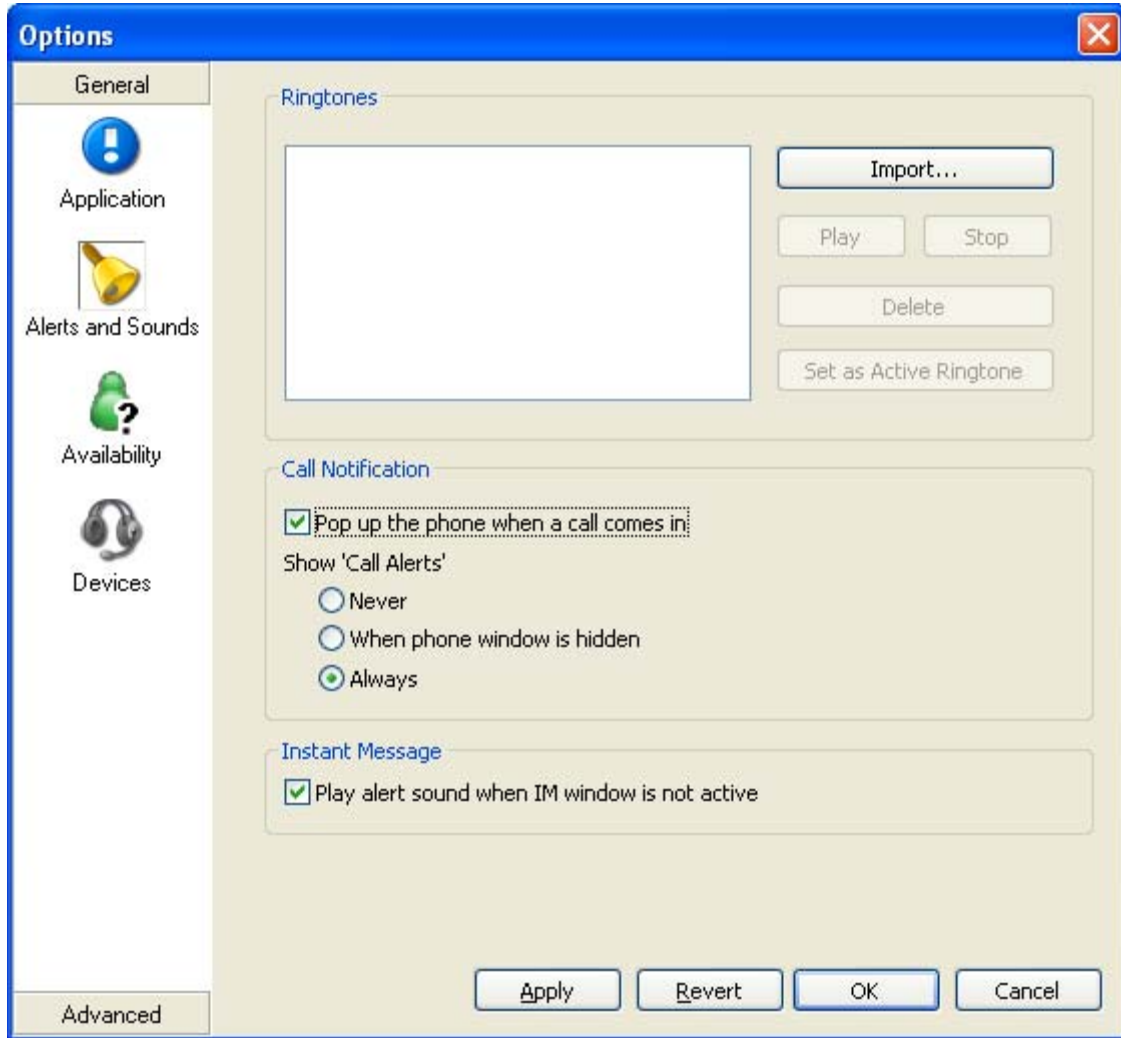 Options
General
Application
Alerts and Sounds
Availability
Devices
Advanced
Ringtones
Import...
Play Stop
Delete
Set as Active Ringtone
Call Notification
Pop up the phone when a call comes in
Show 'Call Alerts'
Never
When phone window is hidden
Always
Instant Message
Play alert sound when IM window is not active
Apply Revert OK Cancel